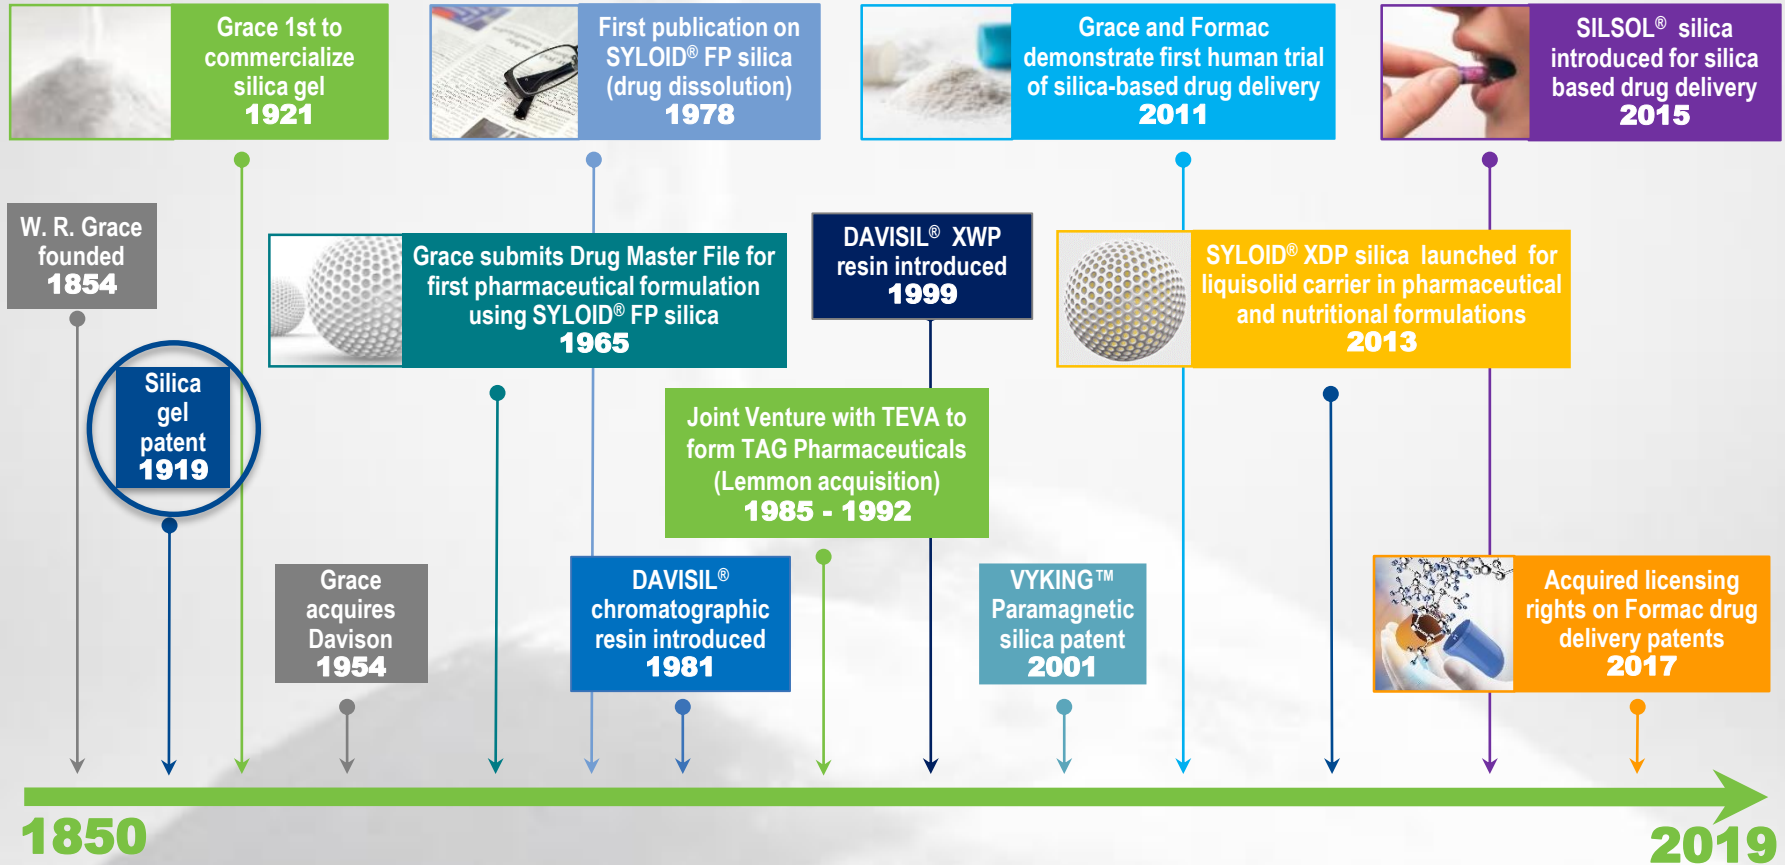 Grace 1st to
commercialize
silica gel
1921
First publication on
SYLOID® FP silica
(drug dissolution)
1978
Grace and Formac
demonstrate first human trial
of silica-based drug delivery
2011
SILSOL® silica
introduced for silica
based drug delivery
2015
W. R. Grace
founded
1854
Grace submits Drug Master File for
first pharmaceutical formulation
using SYLOID® FP silica
1965
DAVISIL® XWP
resin introduced
1999
SYLOID® XDP silica launched for
liquisolid carrier in pharmaceutical
and nutritional formulations
2013
Silica
gel
patent
1919
Joint Venture with TEVA to
form TAG Pharmaceuticals
(Lemmon acquisition)
1985 - 1992
Grace
acquires
Davison
1954
DAVISIL®
chromatographic
resin introduced
1981
VYKING™
Paramagnetic
silica patent
2001
Acquired licensing
rights on Formac drug
delivery patents
2017
1850
2019